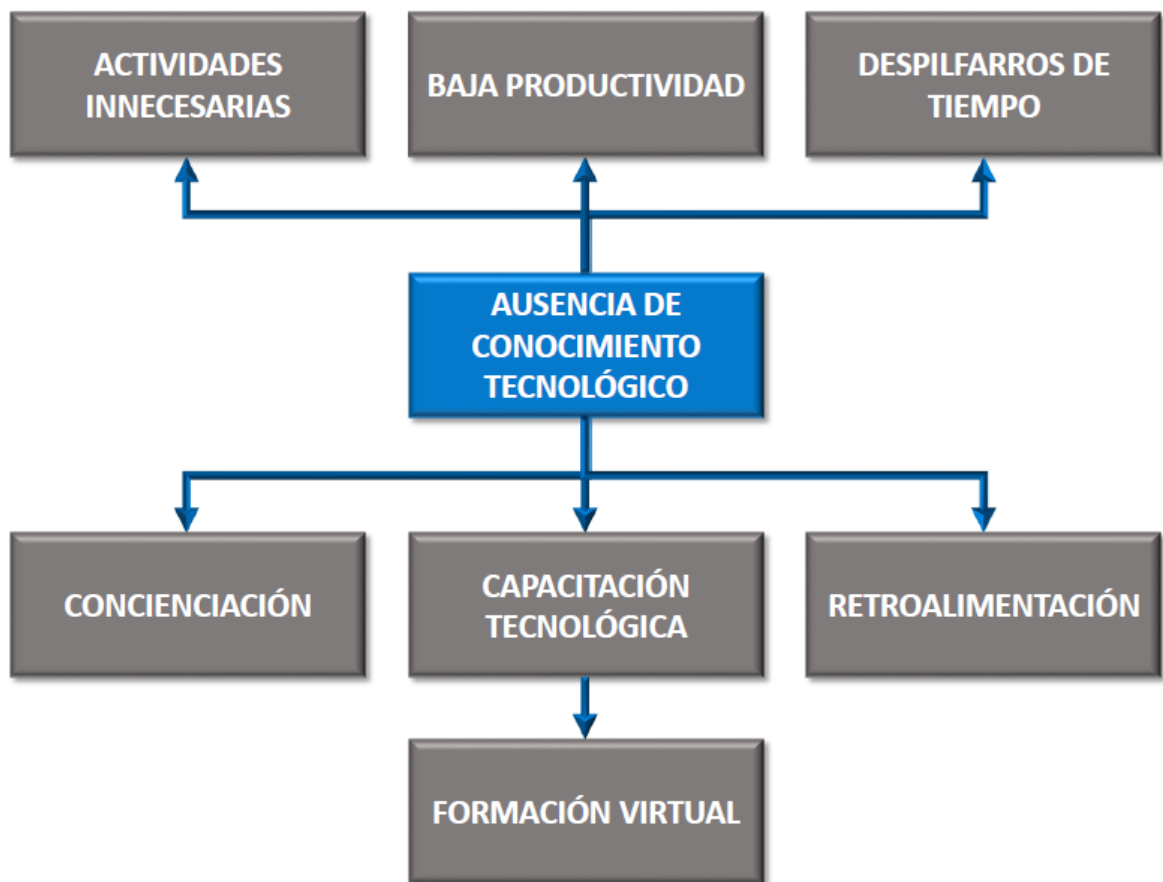 ACTIVIDADES
INNECESARIAS
BAJA PRODUCTIVIDAD
DESPILFARROS DE
TIEMPO
AUSENCIA DE
CONOCIMIENTO
TECNOLÓGICO
CONCIENCIACIÓN
CAPACITACIÓN
TECNOLÓGICA
RETROALIMENTACIÓN
FORMACIÓN VIRTUAL